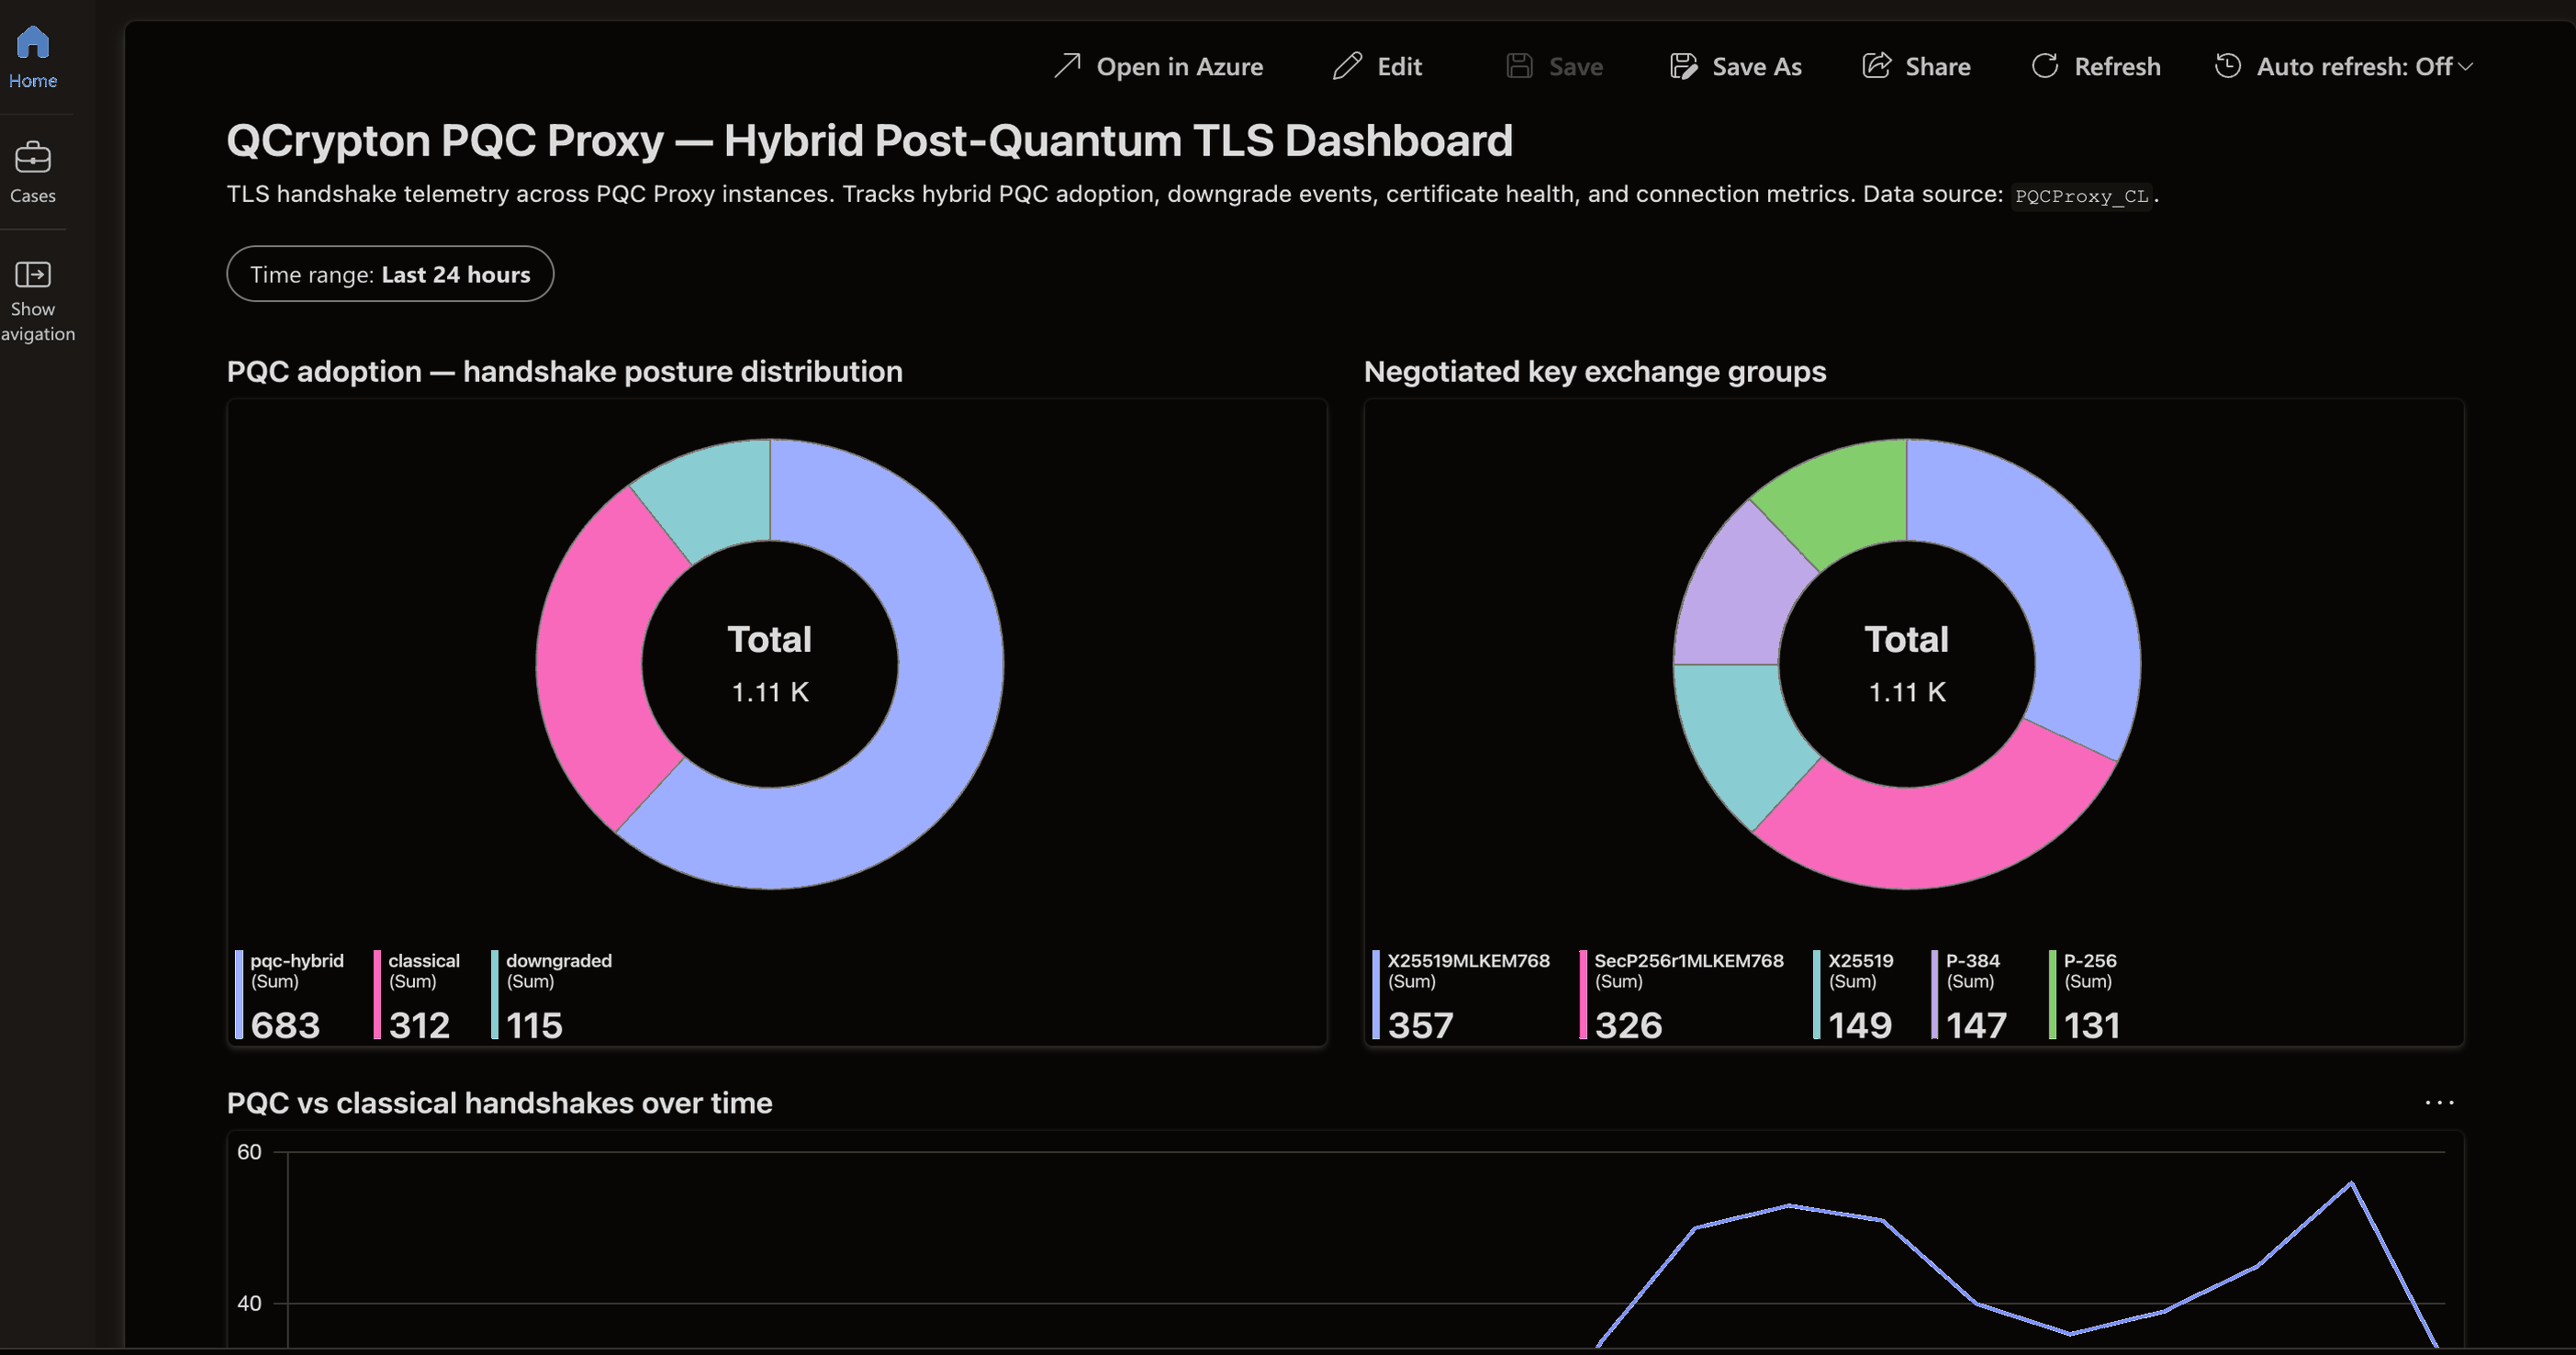 Home
Cases
Show
avigation
Open in Azure
Edit
Save
Save As
Share
Refresh
Auto refresh: Off
QCrypton PQC Proxy — Hybrid Post-Quantum TLS Dashboard
TLS handshake telemetry across PQC Proxy instances. Tracks hybrid PQC adoption, downgrade events, certificate health, and connection metrics. Data source: PQCProxy_CL.
Time range: Last 24 hours
PQC adoption — handshake posture distribution
Total
1.11 K
pqc-hybrid
(Sum)
683
classical
(Sum)
312
downgraded
(Sum)
115
Negotiated key exchange groups
Total
1.11 K
X25519MLKEM768
(Sum)
357
SecP256r1MLKEM768
(Sum)
326
X25519
(Sum)
149
P-384
(Sum)
147
P-256
(Sum)
131
PQC vs classical handshakes over time
60
40